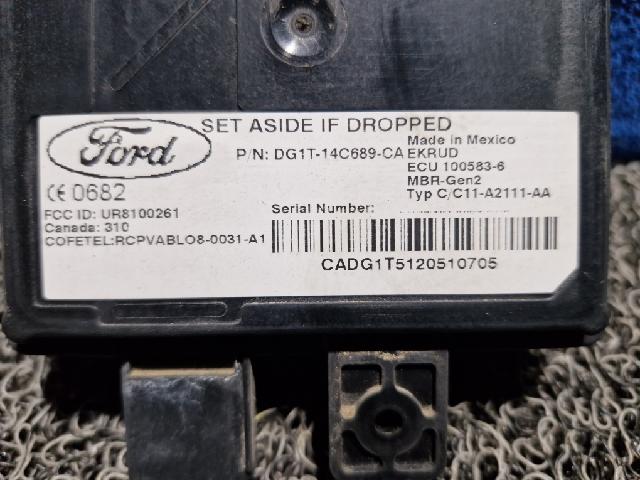 SET ASIDE IF DROPPED
Ford
Made in Mexico
P/N: DG1T-14C689-CA EKRUD
ECU 100583-6
MBR-Gen2
Typ C/C11-A2111-AA
CE 0682
FCC ID: UR8100261
Canada: 310
COFETEL:RCPVABLO8-0031-A1
Serial Number:
CADG1T5120510705